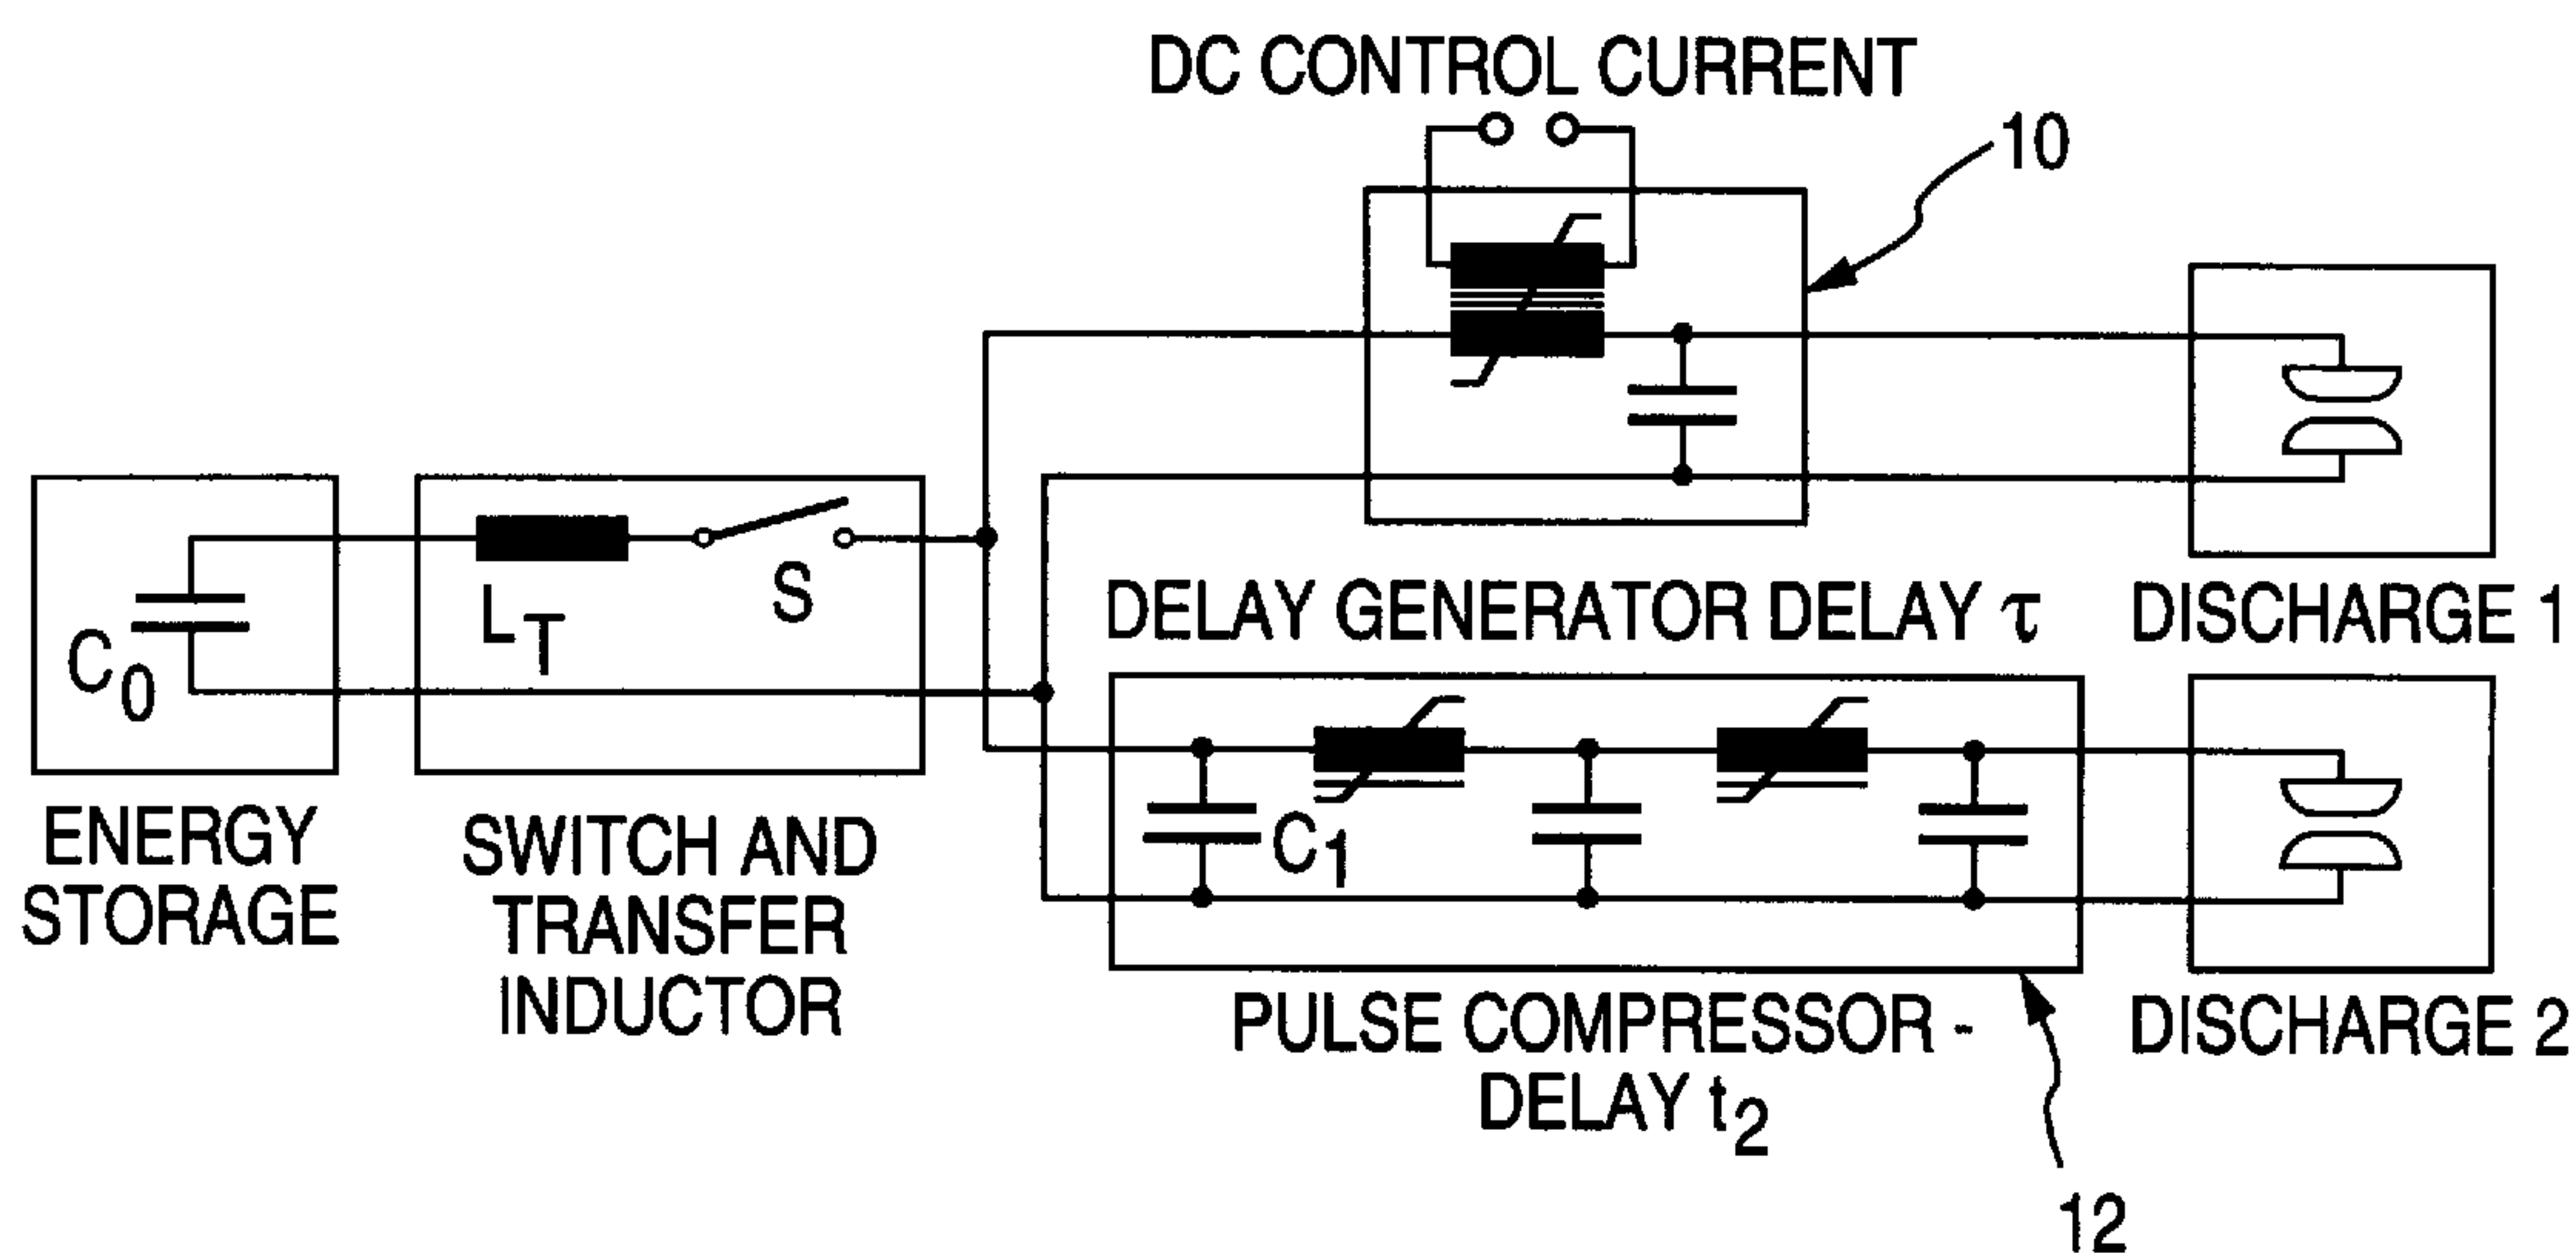 DC CONTROL CURRENT
10
C0
LT
S
DELAY GENERATOR DELAY τ
DISCHARGE 1
ENERGY
STORAGE
SWITCH AND
TRANSFER
INDUCTOR
C1
PULSE COMPRESSOR -
DELAY t2
DISCHARGE 2
12